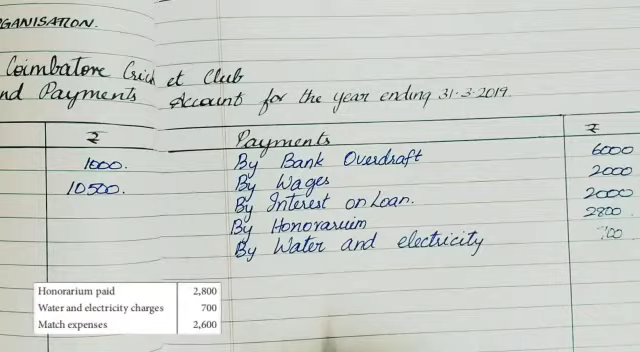 GANISATION.
Coimbatore Crick et Club
nd Payments Account for the year ending 31-3-2019.
₹ Payments ₹
1000. By Bank Overdraft 6000
10500. By Wages 2000
By Interest on Loan. 2000
By Honorarium 2800
By Water and electricity 700
Honorarium paid 2,800
Water and electricity charges 700
Match expenses 2,600